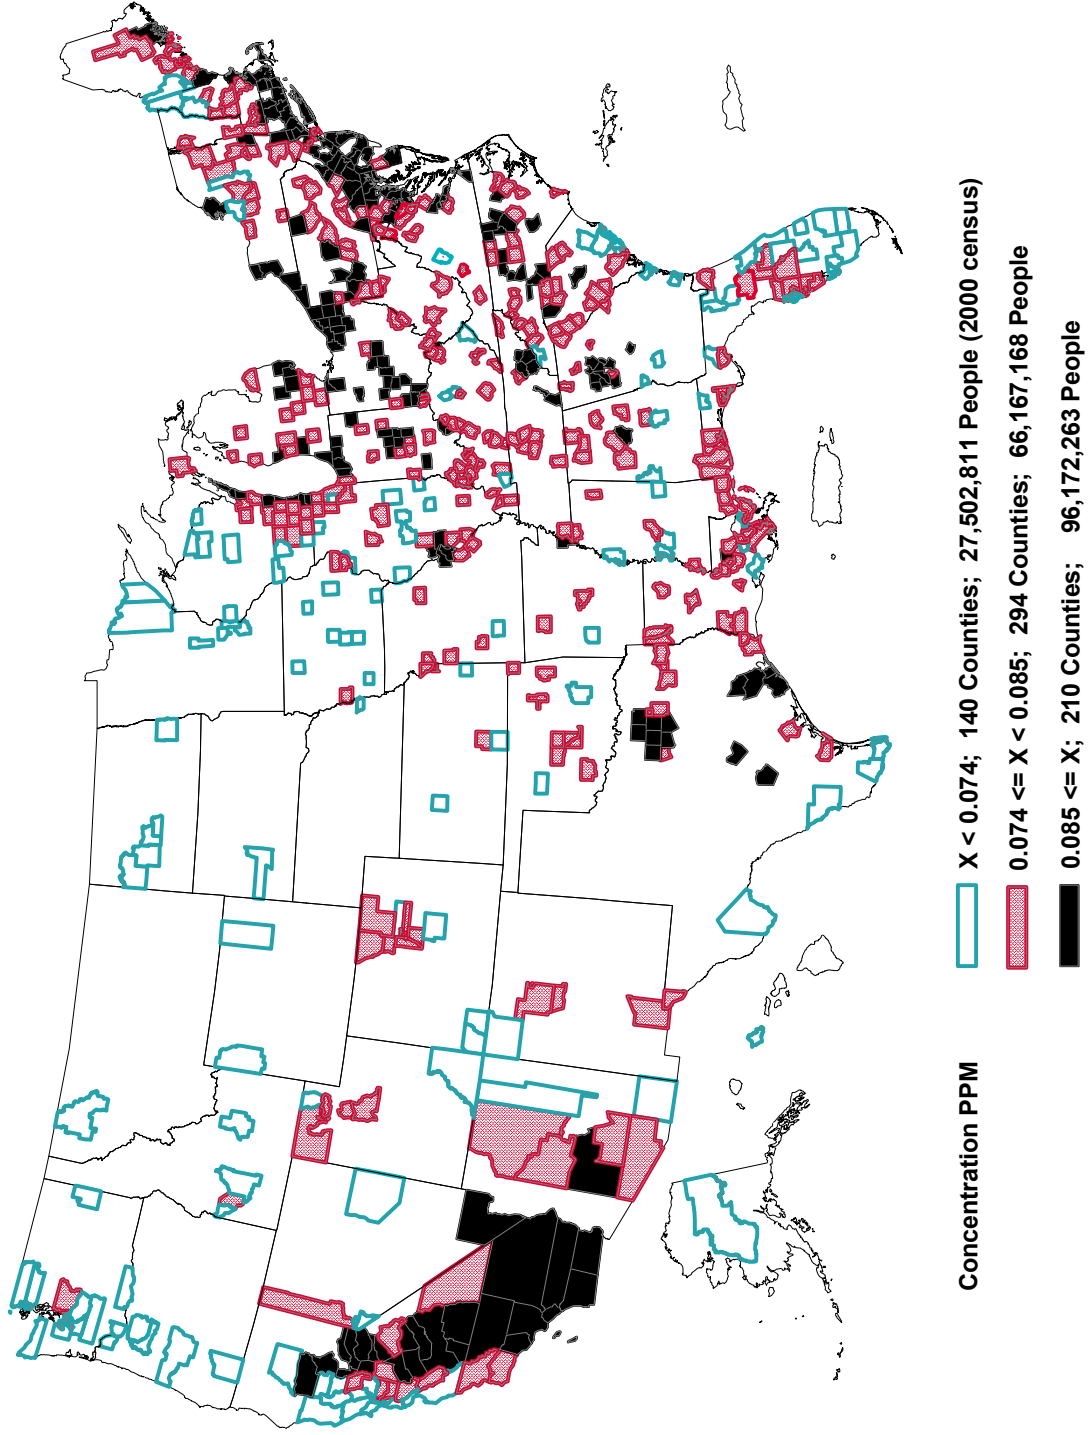 Concentration PPM
X < 0.074; 140 Counties; 27,502,811 People (2000 census)
0.074 <= X < 0.085; 294 Counties; 66,167,168 People
0.085 <= X; 210 Counties; 96,172,263 People